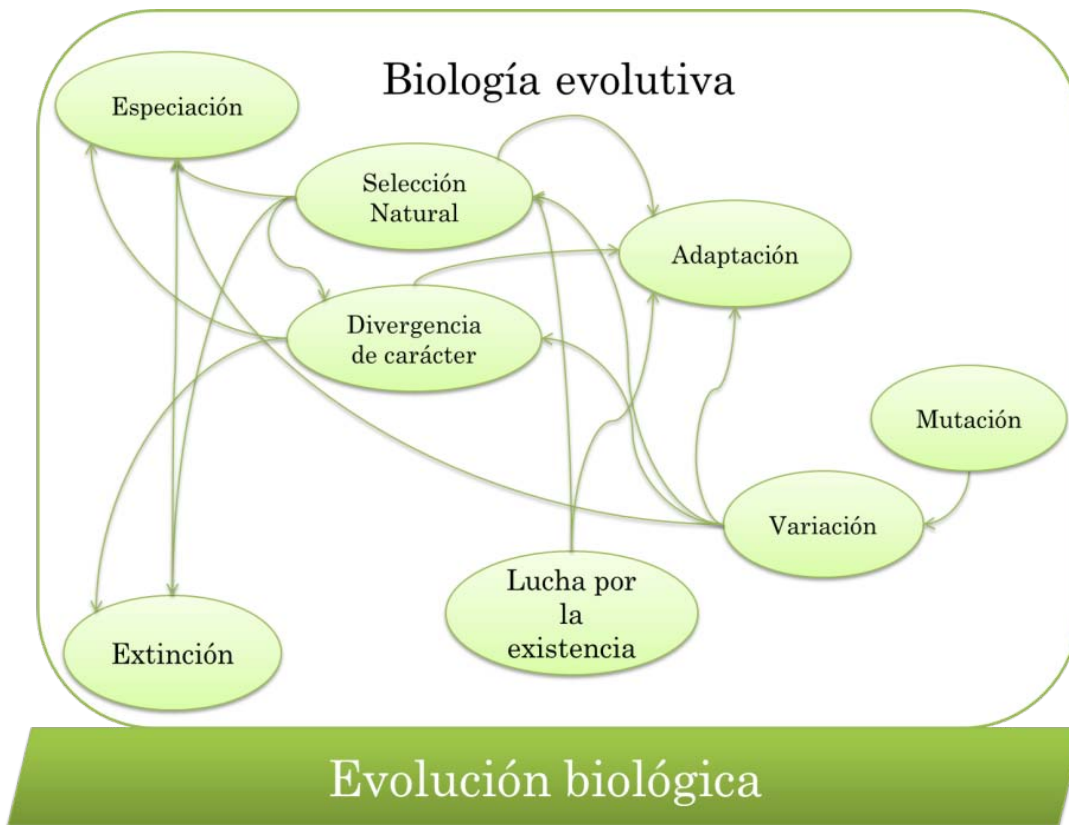 Biología evolutiva
Especiación
Selección
Natural
Adaptación
Divergencia
de carácter
Mutación
Variación
Lucha por
la
existencia
Extinción
Evolución biológica